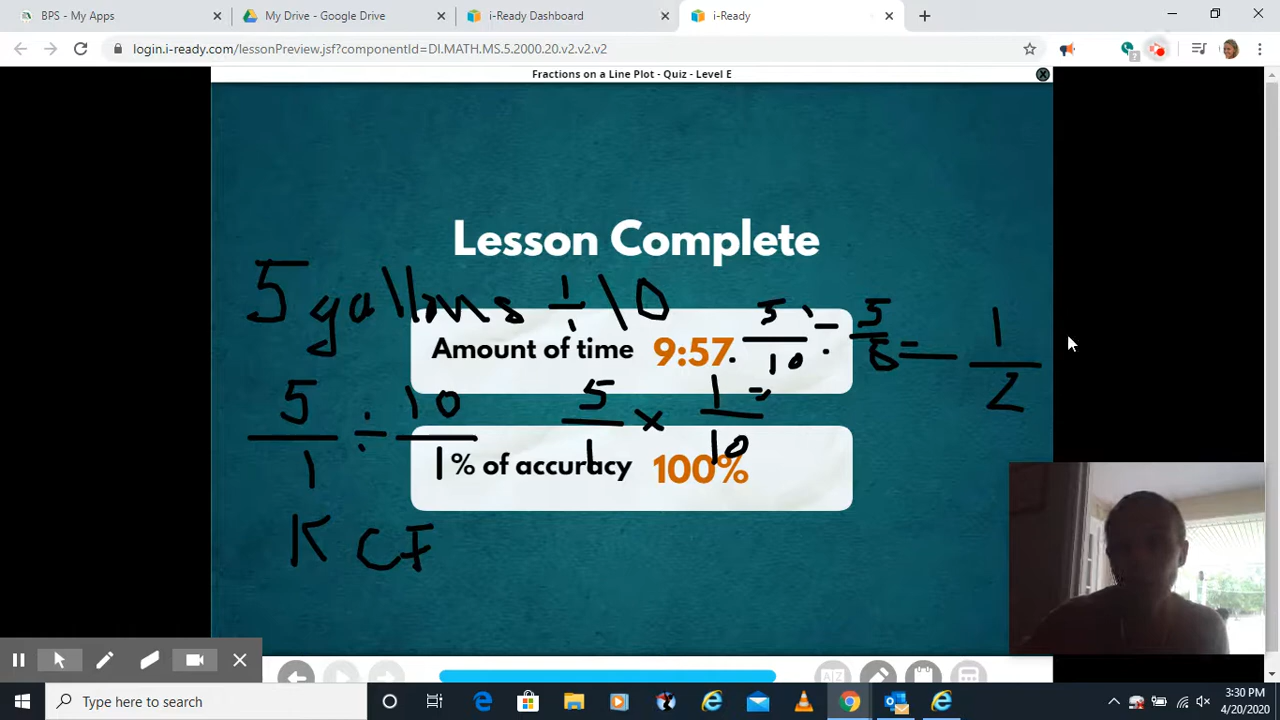 BPS - My Apps
My Drive - Google Drive
i-Ready Dashboard
i-Ready
login.i-ready.com/lessonPreview.jsf?componentId=DI.MATH.MS.5.2000.20.v2.v2.v2
Fractions on a Line Plot - Quiz - Level E
Lesson Complete
5 gallons ÷ 10
Amount of time 9:57
5/10 ÷ 5/5 = 1/2
5/1 ÷ 10/1
5/1 × 1/10 =
% of accuracy 100%
KCF
Type here to search
3:30 PM
4/20/2020